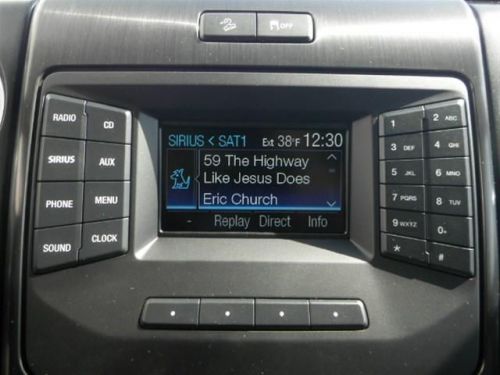 OFF
RADIO
CD
SIRIUS
AUX
PHONE
MENU
SOUND
CLOCK
SIRIUS < SAT1 Ext 38°F 12:30
59 The Highway
Like Jesus Does
Eric Church
- Replay Direct Info
1
2 ABC
3 DEF
4 GHI
5 JKL
6 MNO
7 PQRS
8 TUV
9 WXYZ
0+
*
#